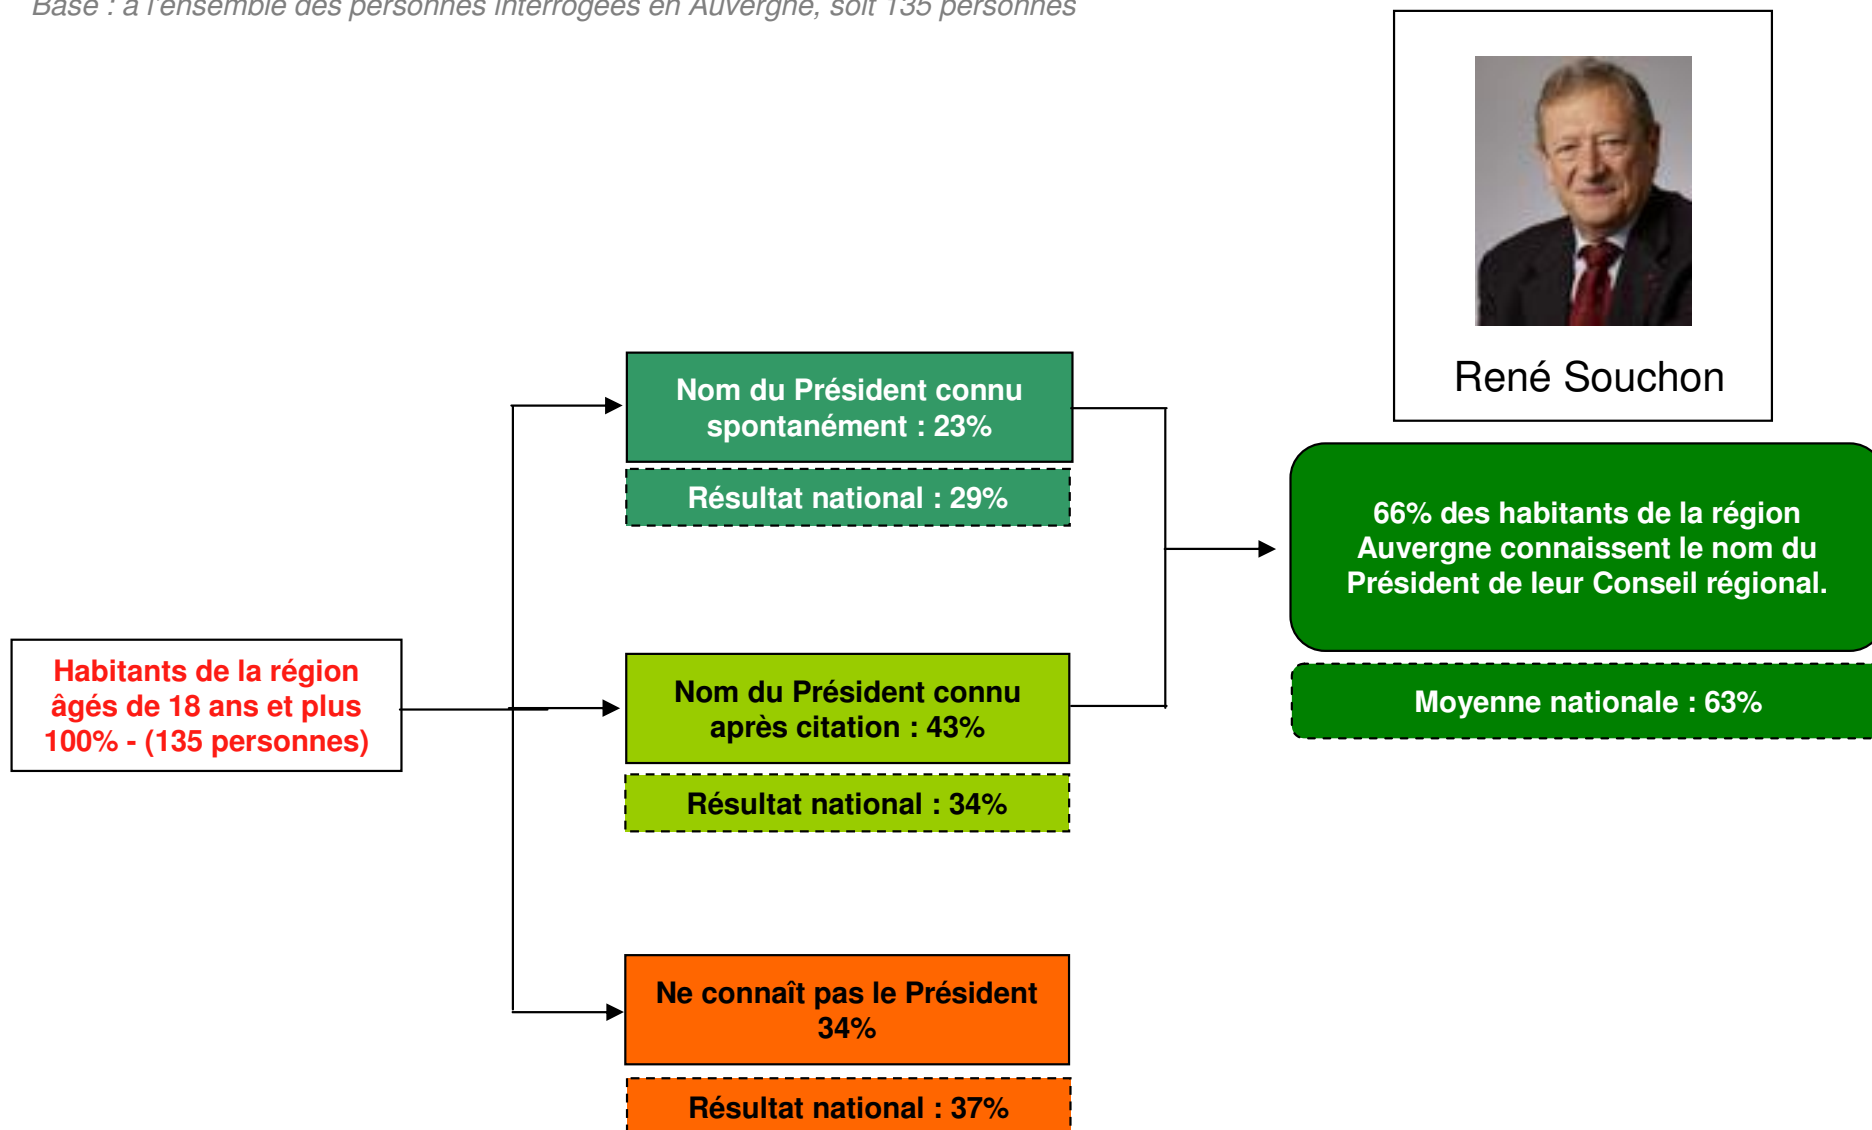 Base : à l'ensemble des personnes interrogées en Auvergne, soit 135 personnes
René Souchon
Nom du Président connu
spontanément : 23%
Résultat national : 29%
66% des habitants de la région
Auvergne connaissent le nom du
Président de leur Conseil régional.
Moyenne nationale : 63%
Habitants de la région
âgés de 18 ans et plus
100% - (135 personnes)
Nom du Président connu
après citation : 43%
Résultat national : 34%
Ne connaît pas le Président
34%
Résultat national : 37%